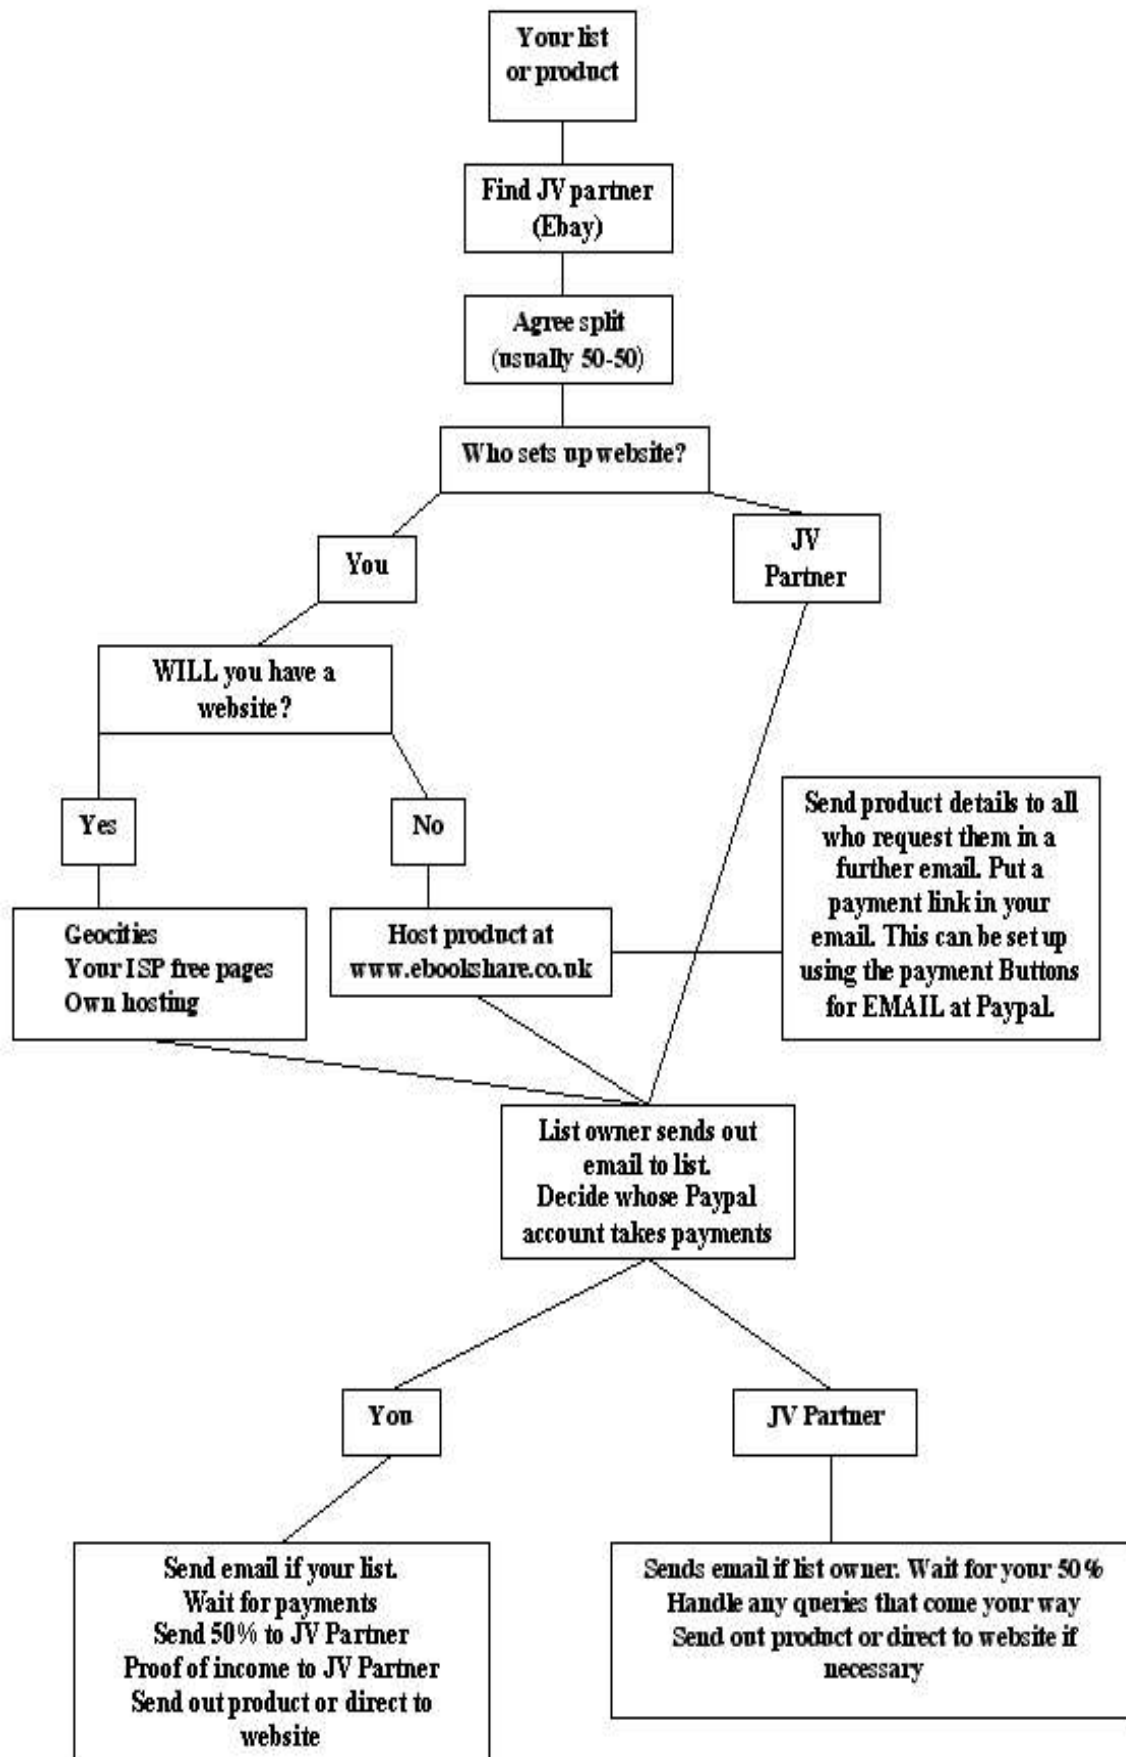 Your list
or product
Find JV partner
(Ebay)
Agree split
(usually 50-50)
Who sets up website?
You
JV
Partner
WILL you have a
website?
Yes
No
Send product details to all
who request them in a
further email. Put a
payment link in your
email. This can be set up
using the payment Buttons
for EMAIL at Paypal.
Geocities
Your ISP free pages
Own hosting
Host product at
www.ebookshare.co.uk
List owner sends out
email to list.
Decide whose Paypal
account takes payments
You
JV Partner
Send email if your list.
Wait for payments
Send 50% to JV Partner
Proof of income to JV Partner
Send out product or direct to
website
Sends email if list owner. Wait for your 50%
Handle any queries that come your way
Send out product or direct to website if
necessary